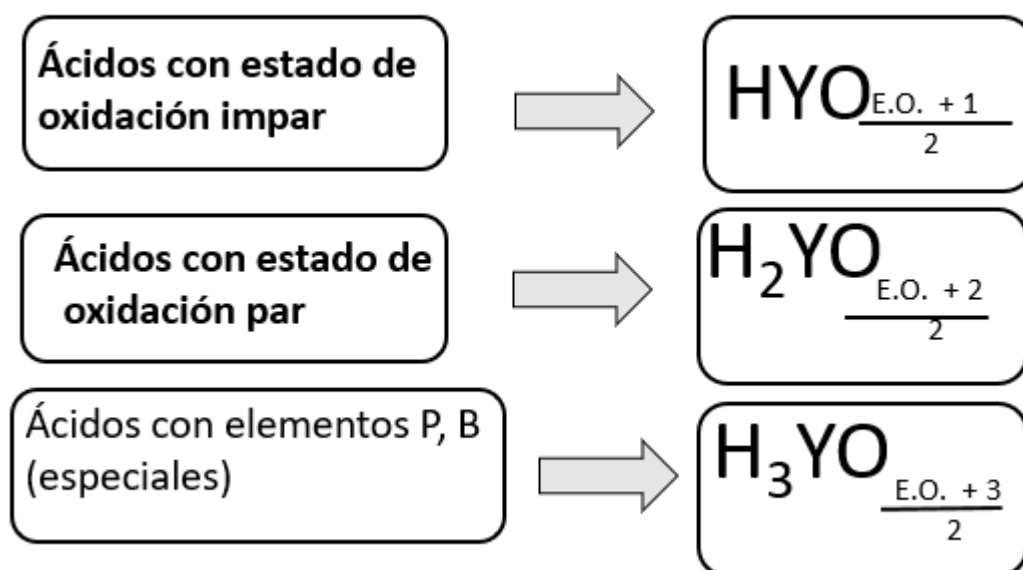 Ácidos con estado de
oxidación impar
HYO E.O. + 1
2
Ácidos con estado de
oxidación par
H₂YO E.O. + 2
2
Ácidos con elementos P, B
(especiales)
H₃YO E.O. + 3
2